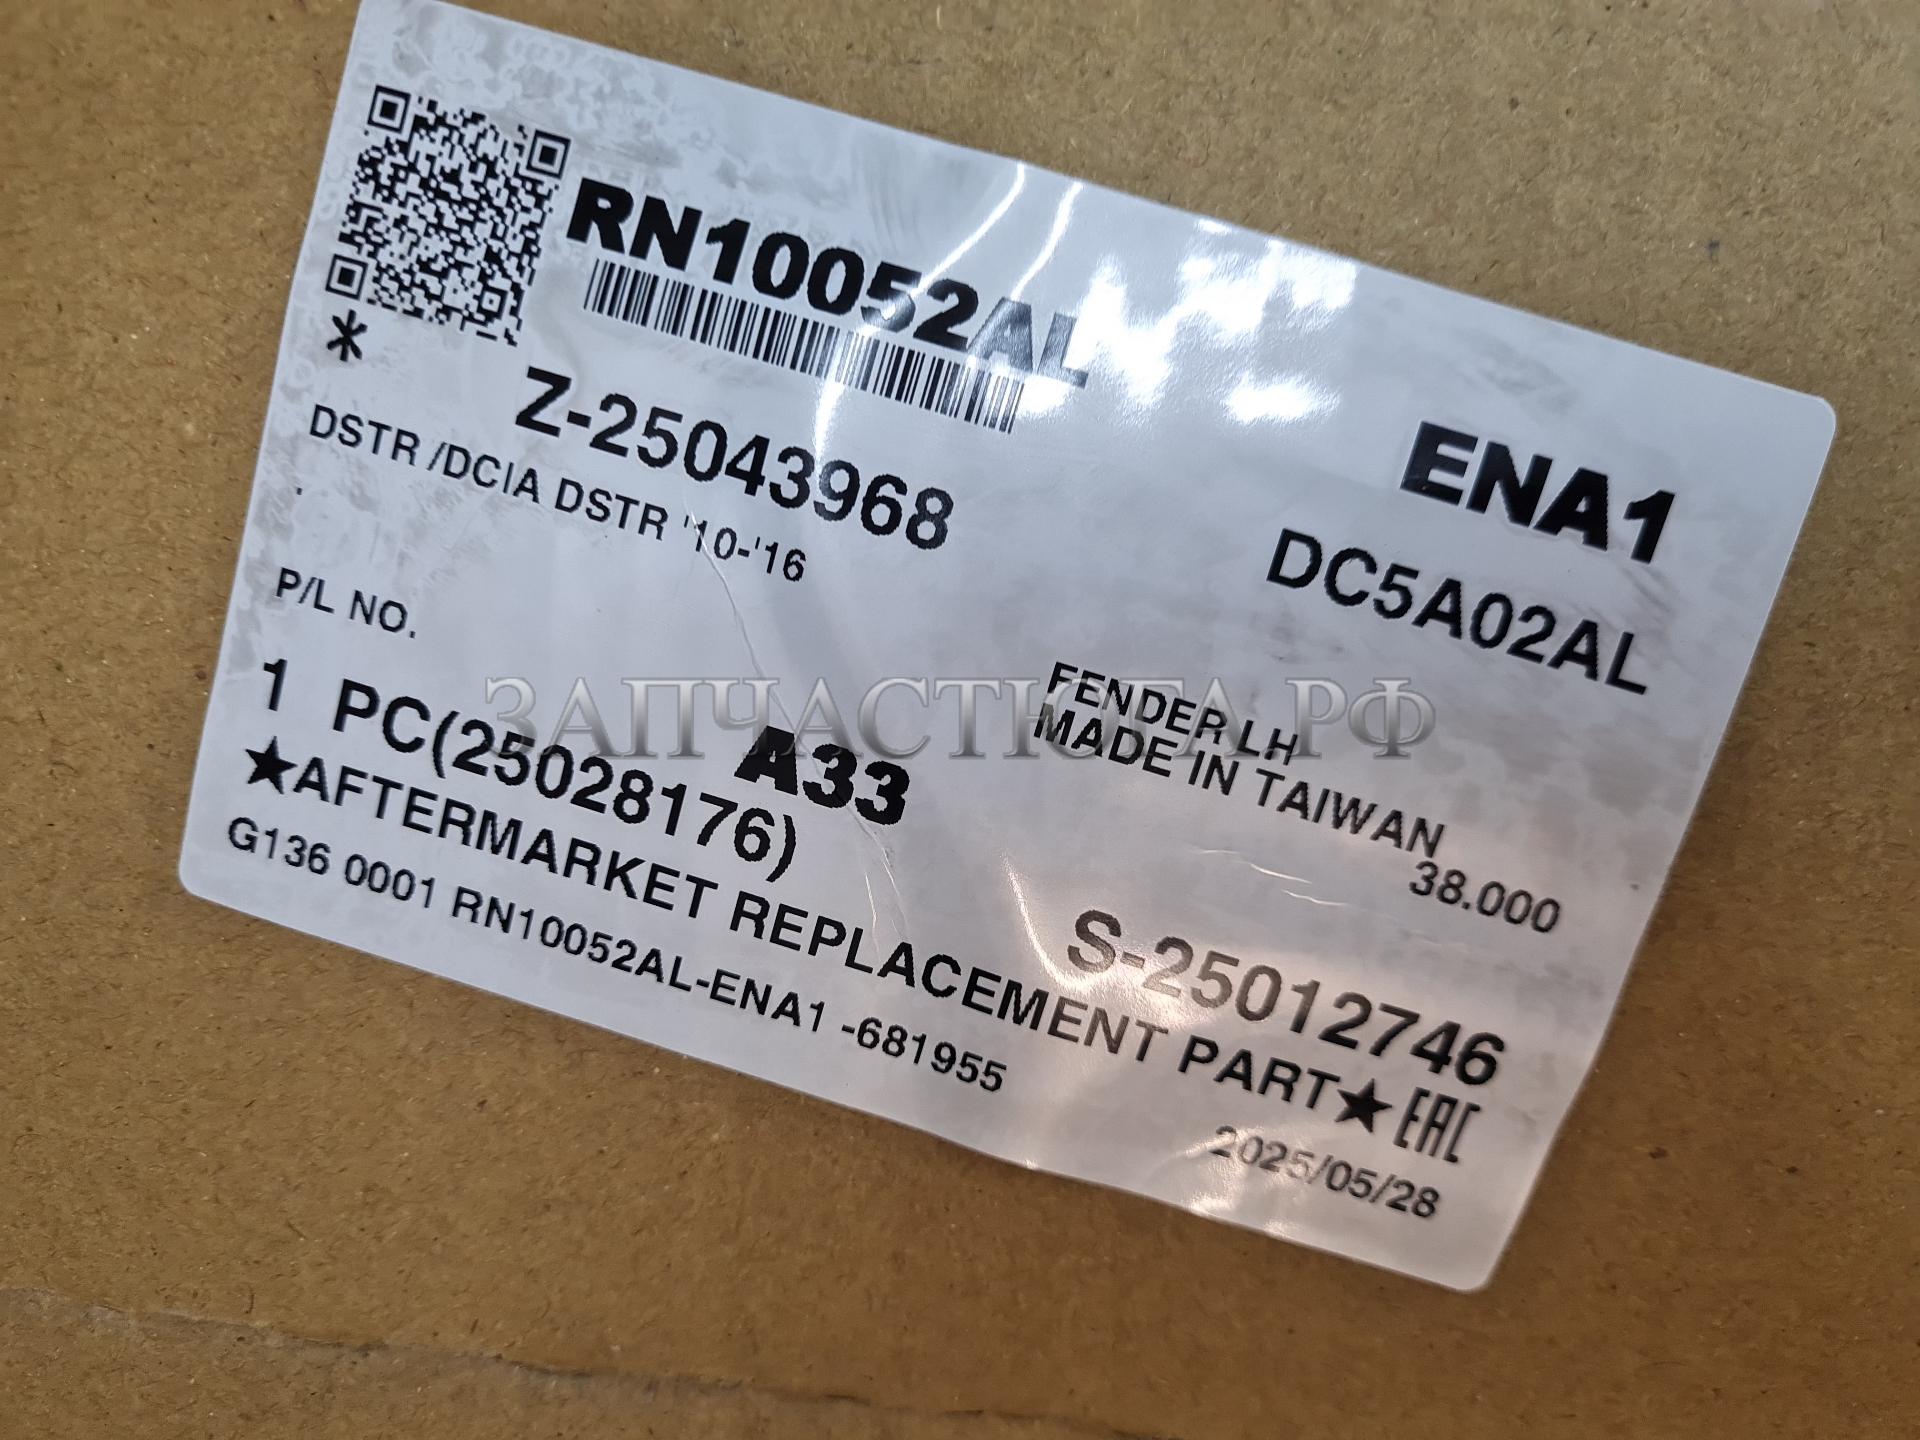 RN10052AL
*
Z-25043968
ENA1
DSTR /DCIA DSTR '10-'16
DC5A02AL
P/L NO.
FENDER LH
MADE IN TAIWAN
1 PC(25028176)
A33
38.000
ЗАПЧАСТЮГА.РФ
S-25012746
★AFTERMARKET REPLACEMENT PART★ EAC
G136 0001 RN10052AL-ENA1 -681955
2025/05/28